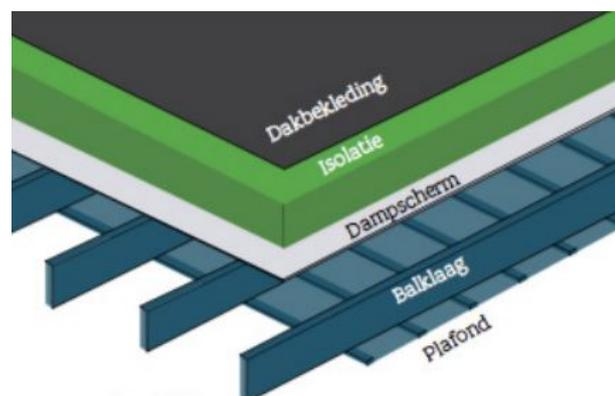 Dakbekleding
Isolatie
Dampscherm
Balklaag
Plafond